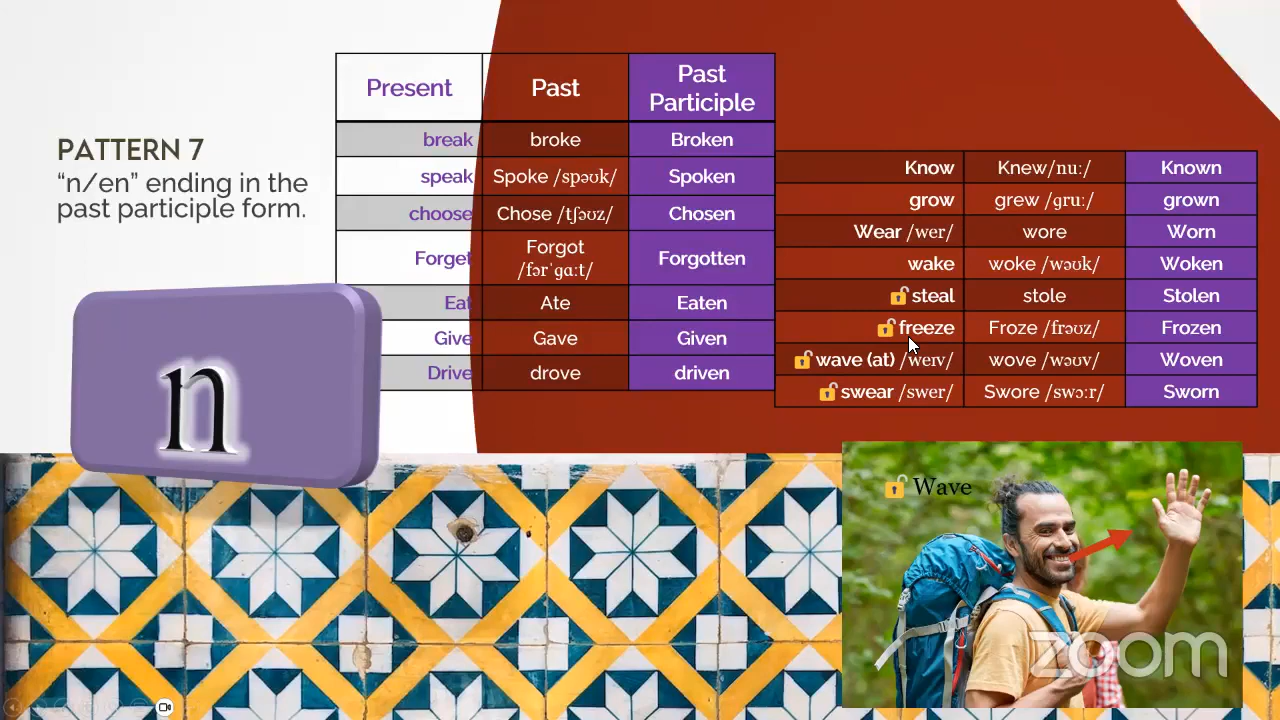 PATTERN 7
“n/en” ending in the
past participle form.
n
Present Past Past Participle
break broke Broken
speak Spoke /spəʊk/ Spoken
choose Chose /tʃəʊz/ Chosen
Forget Forgot /fərˈɡɑːt/ Forgotten
Eat Ate Eaten
Give Gave Given
Drive drove driven
Know Knew/nuː/ Known
grow grew /ɡruː/ grown
Wear /wer/ wore Worn
wake woke /wəʊk/ Woken
🔓 steal stole Stolen
🔓 freeze Froze /frəʊz/ Frozen
🔓 wave (at) /weɪv/ wove /wəʊv/ Woven
🔓 swear /swer/ Swore /swɔːr/ Sworn
🔓 Wave
zoom